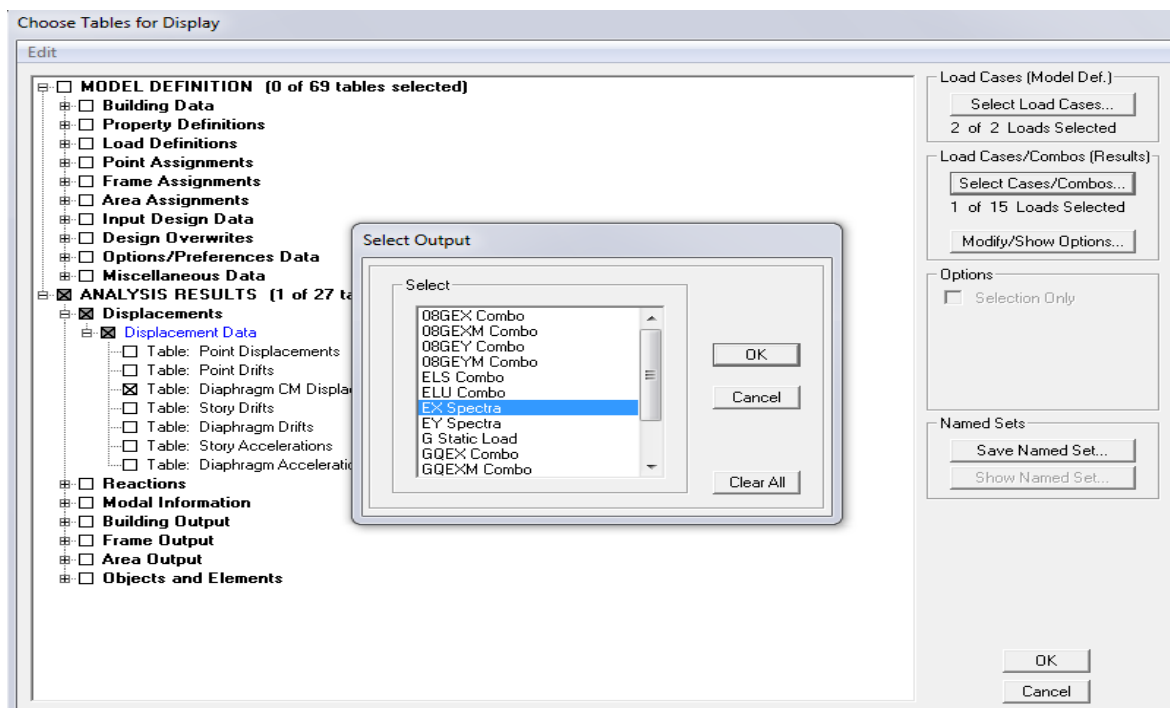 Choose Tables for Display
Edit
MODEL DEFINITION (0 of 69 tables selected)
Building Data
Property Definitions
Load Definitions
Point Assignments
Frame Assignments
Area Assignments
Input Design Data
Design Overwrites
Options/Preferences Data
Miscellaneous Data
ANALYSIS RESULTS (1 of 27 ta
Displacements
Displacement Data
Table: Point Displacements
Table: Point Drifts
Table: Diaphragm CM Displa
Table: Story Drifts
Table: Diaphragm Drifts
Table: Story Accelerations
Table: Diaphragm Acceleratio
Reactions
Modal Information
Building Output
Frame Output
Area Output
Objects and Elements
Select Output
Select
08GEX Combo
08GEXM Combo
08GEY Combo
08GEYM Combo
ELS Combo
ELU Combo
EX Spectra
EY Spectra
G Static Load
GQEX Combo
GQEXM Combo
OK
Cancel
Clear All
Load Cases (Model Def.)
Select Load Cases...
2 of 2 Loads Selected
Load Cases/Combos (Results)
Select Cases/Combos...
1 of 15 Loads Selected
Modify/Show Options...
Options
Selection Only
Named Sets
Save Named Set...
Show Named Set...
OK
Cancel